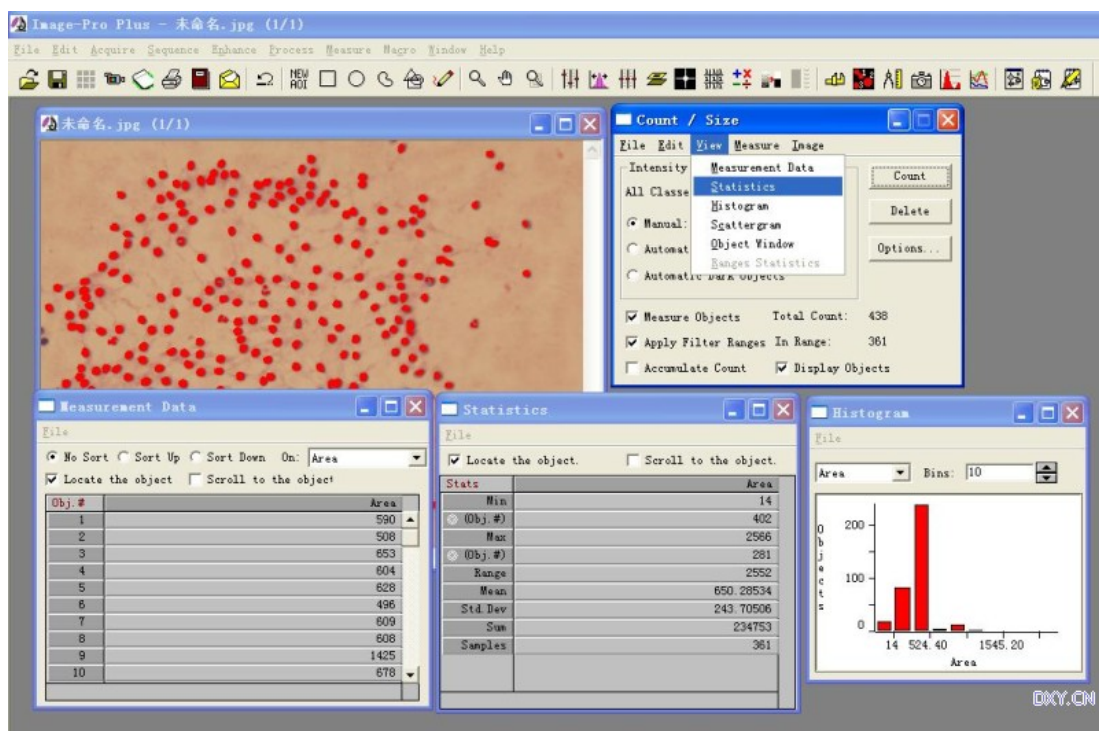 Image-Pro Plus - 未命名.jpg (1/1)
File Edit Acquire Sequence Enhance Process Measure Macro Window Help
NEW
AOI
未命名.jpg (1/1)
Count / Size
File Edit View Measure Image
Intensity
All Classe
Manual:
Automat
Automatic Dark Objects
Measurement Data
Statistics
Histogram
Scattergram
Object Window
Ranges Statistics
Count
Delete
Options...
Measure Objects Total Count: 438
Apply Filter Ranges In Range: 361
Accumulate Count Display Objects
Measurement Data
File
No Sort Sort Up Sort Down On: Area
Locate the object Scroll to the object
Obj.# Area
1 590
2 508
3 653
4 604
5 628
6 496
7 609
8 608
9 1425
10 678
Statistics
File
Locate the object. Scroll to the object.
Stats Area
Min 14
(Obj.#) 402
Max 2566
(Obj.#) 281
Range 2552
Mean 650.28534
Std.Dev 243.70506
Sum 234753
Samples 361
Histogram
File
Area Bins: 10
Objects
200
100
0
14 524.40 1545.20
Area
DXY.CN